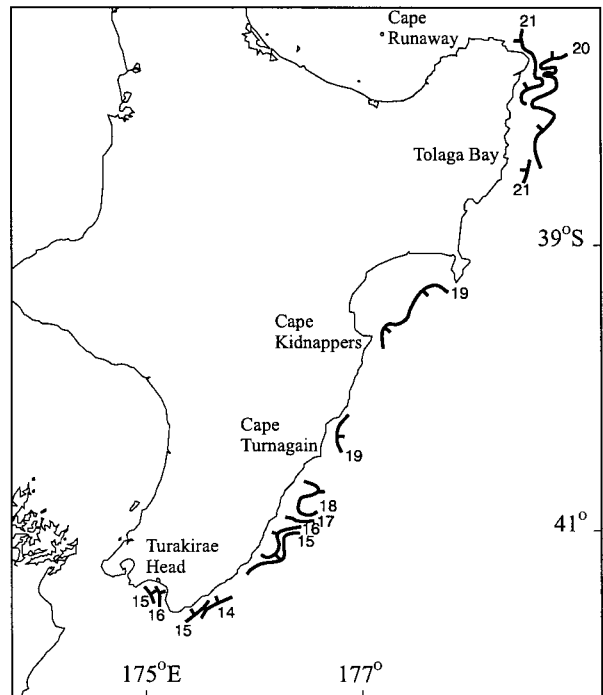 Cape
Runaway
21
20
Tolaga Bay
21
39°S
19
Cape
Kidnappers
Cape
Turnagain
19
18
17
16
15
41°
Turakirae
Head
15
16
14
15
175°E
177°